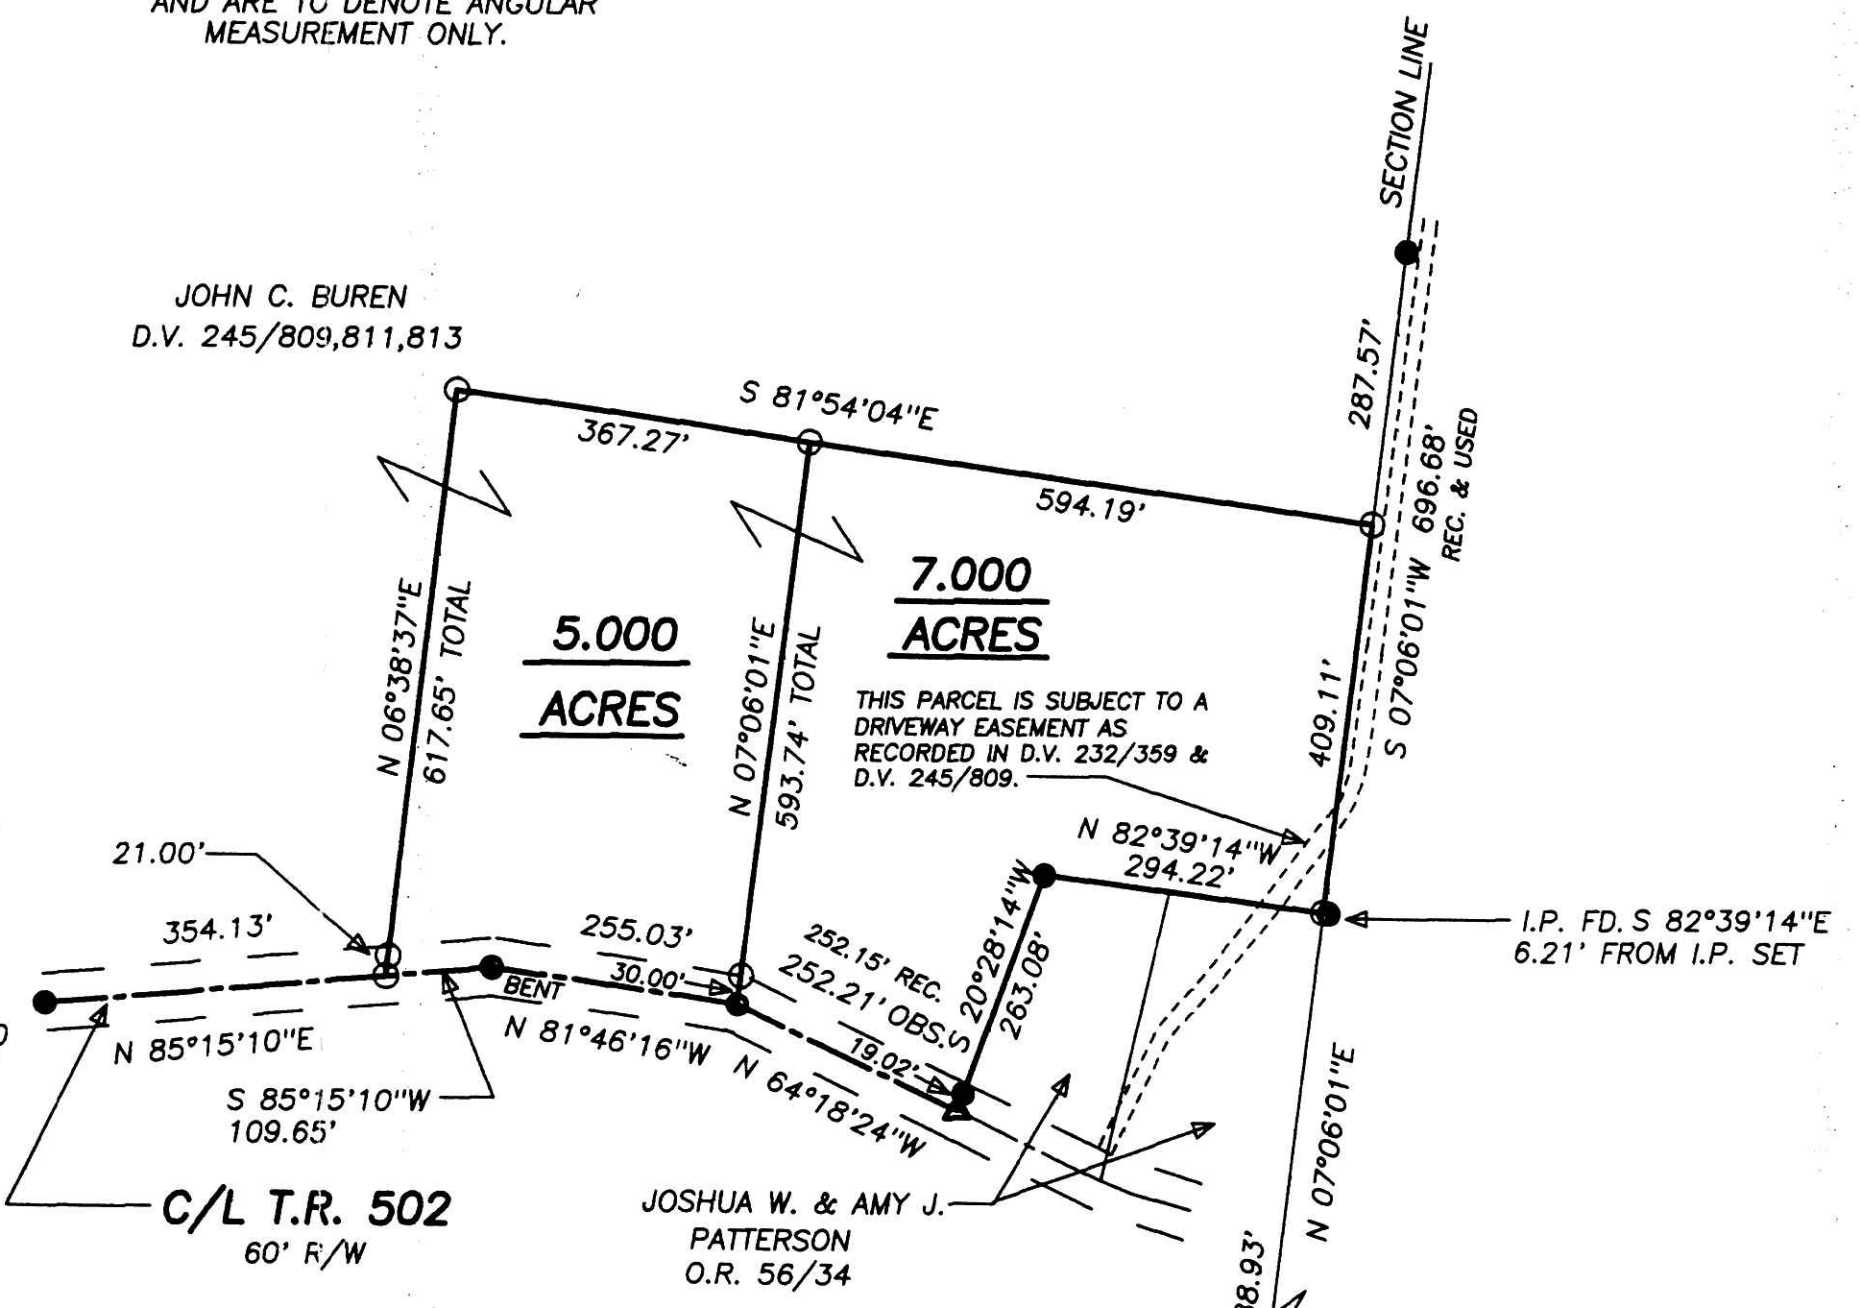 AND ARE TO DENOTE ANGULAR
MEASUREMENT ONLY.
SECTION LINE
JOHN C. BUREN
D.V. 245/809,811,813
S 81°54'04"E
367.27'
594.19'
287.57'
S 07°06'01"W 696.68'
REC. & USED
409.11'
N 06°38'37"E
617.65' TOTAL
5.000
ACRES
N 07°06'01"E
593.74' TOTAL
7.000
ACRES
THIS PARCEL IS SUBJECT TO A
DRIVEWAY EASEMENT AS
RECORDED IN D.V. 232/359 &
D.V. 245/809.
N 82°39'14"W
294.22'
21.00'
354.13'
255.03'
30.00'
BENT
252.15' REC.
252.21' OBS.
S 20°28'14"W
263.08'
19.02'
I.P. FD. S 82°39'14"E
6.21' FROM I.P. SET
N 85°15'10"E
N 81°46'16"W
N 64°18'24"W
S 85°15'10"W
109.65'
C/L T.R. 502
60' R/W
JOSHUA W. & AMY J.
PATTERSON
O.R. 56/34
N 07°06'01"E
38.93'